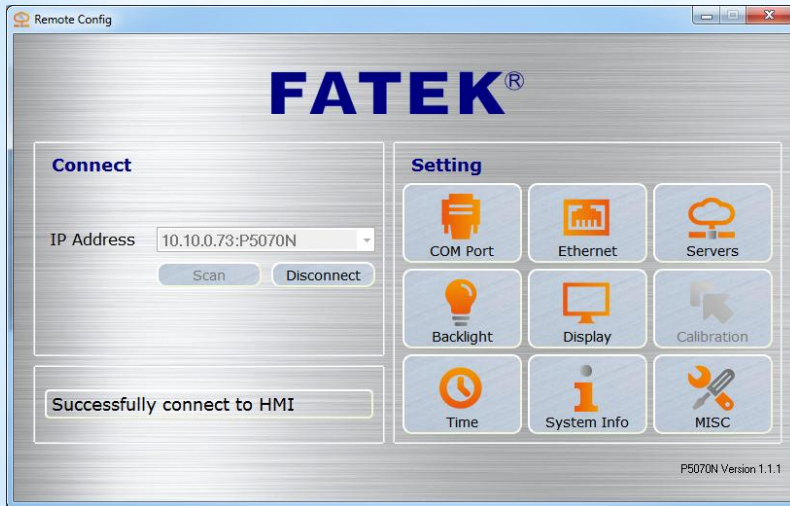 Remote Config
FATEK®
Connect
IP Address 10.10.0.73:P5070N
Scan Disconnect
Successfully connect to HMI
Setting
COM Port Ethernet Servers
Backlight Display Calibration
Time System Info MISC
P5070N Version 1.1.1